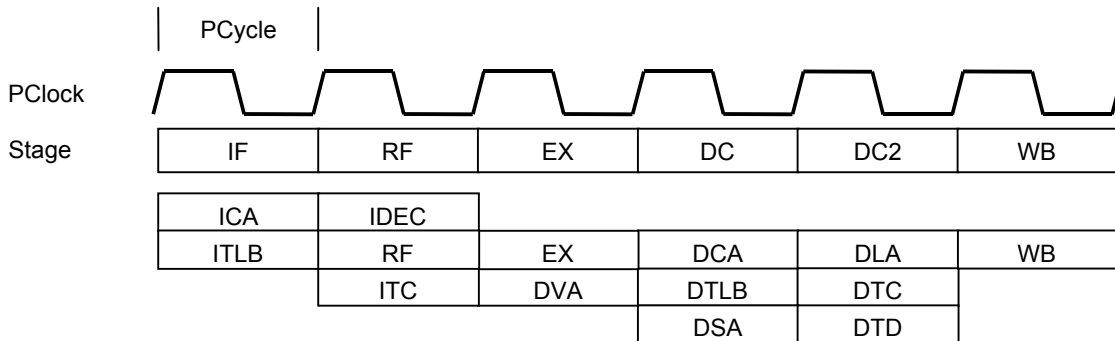 PCycle
PClock
Stage IF RF EX DC DC2 WB
ICA IDEC
ITLB RF EX DCA DLA WB
ITC DVA DTLB DTC
DSA DTD